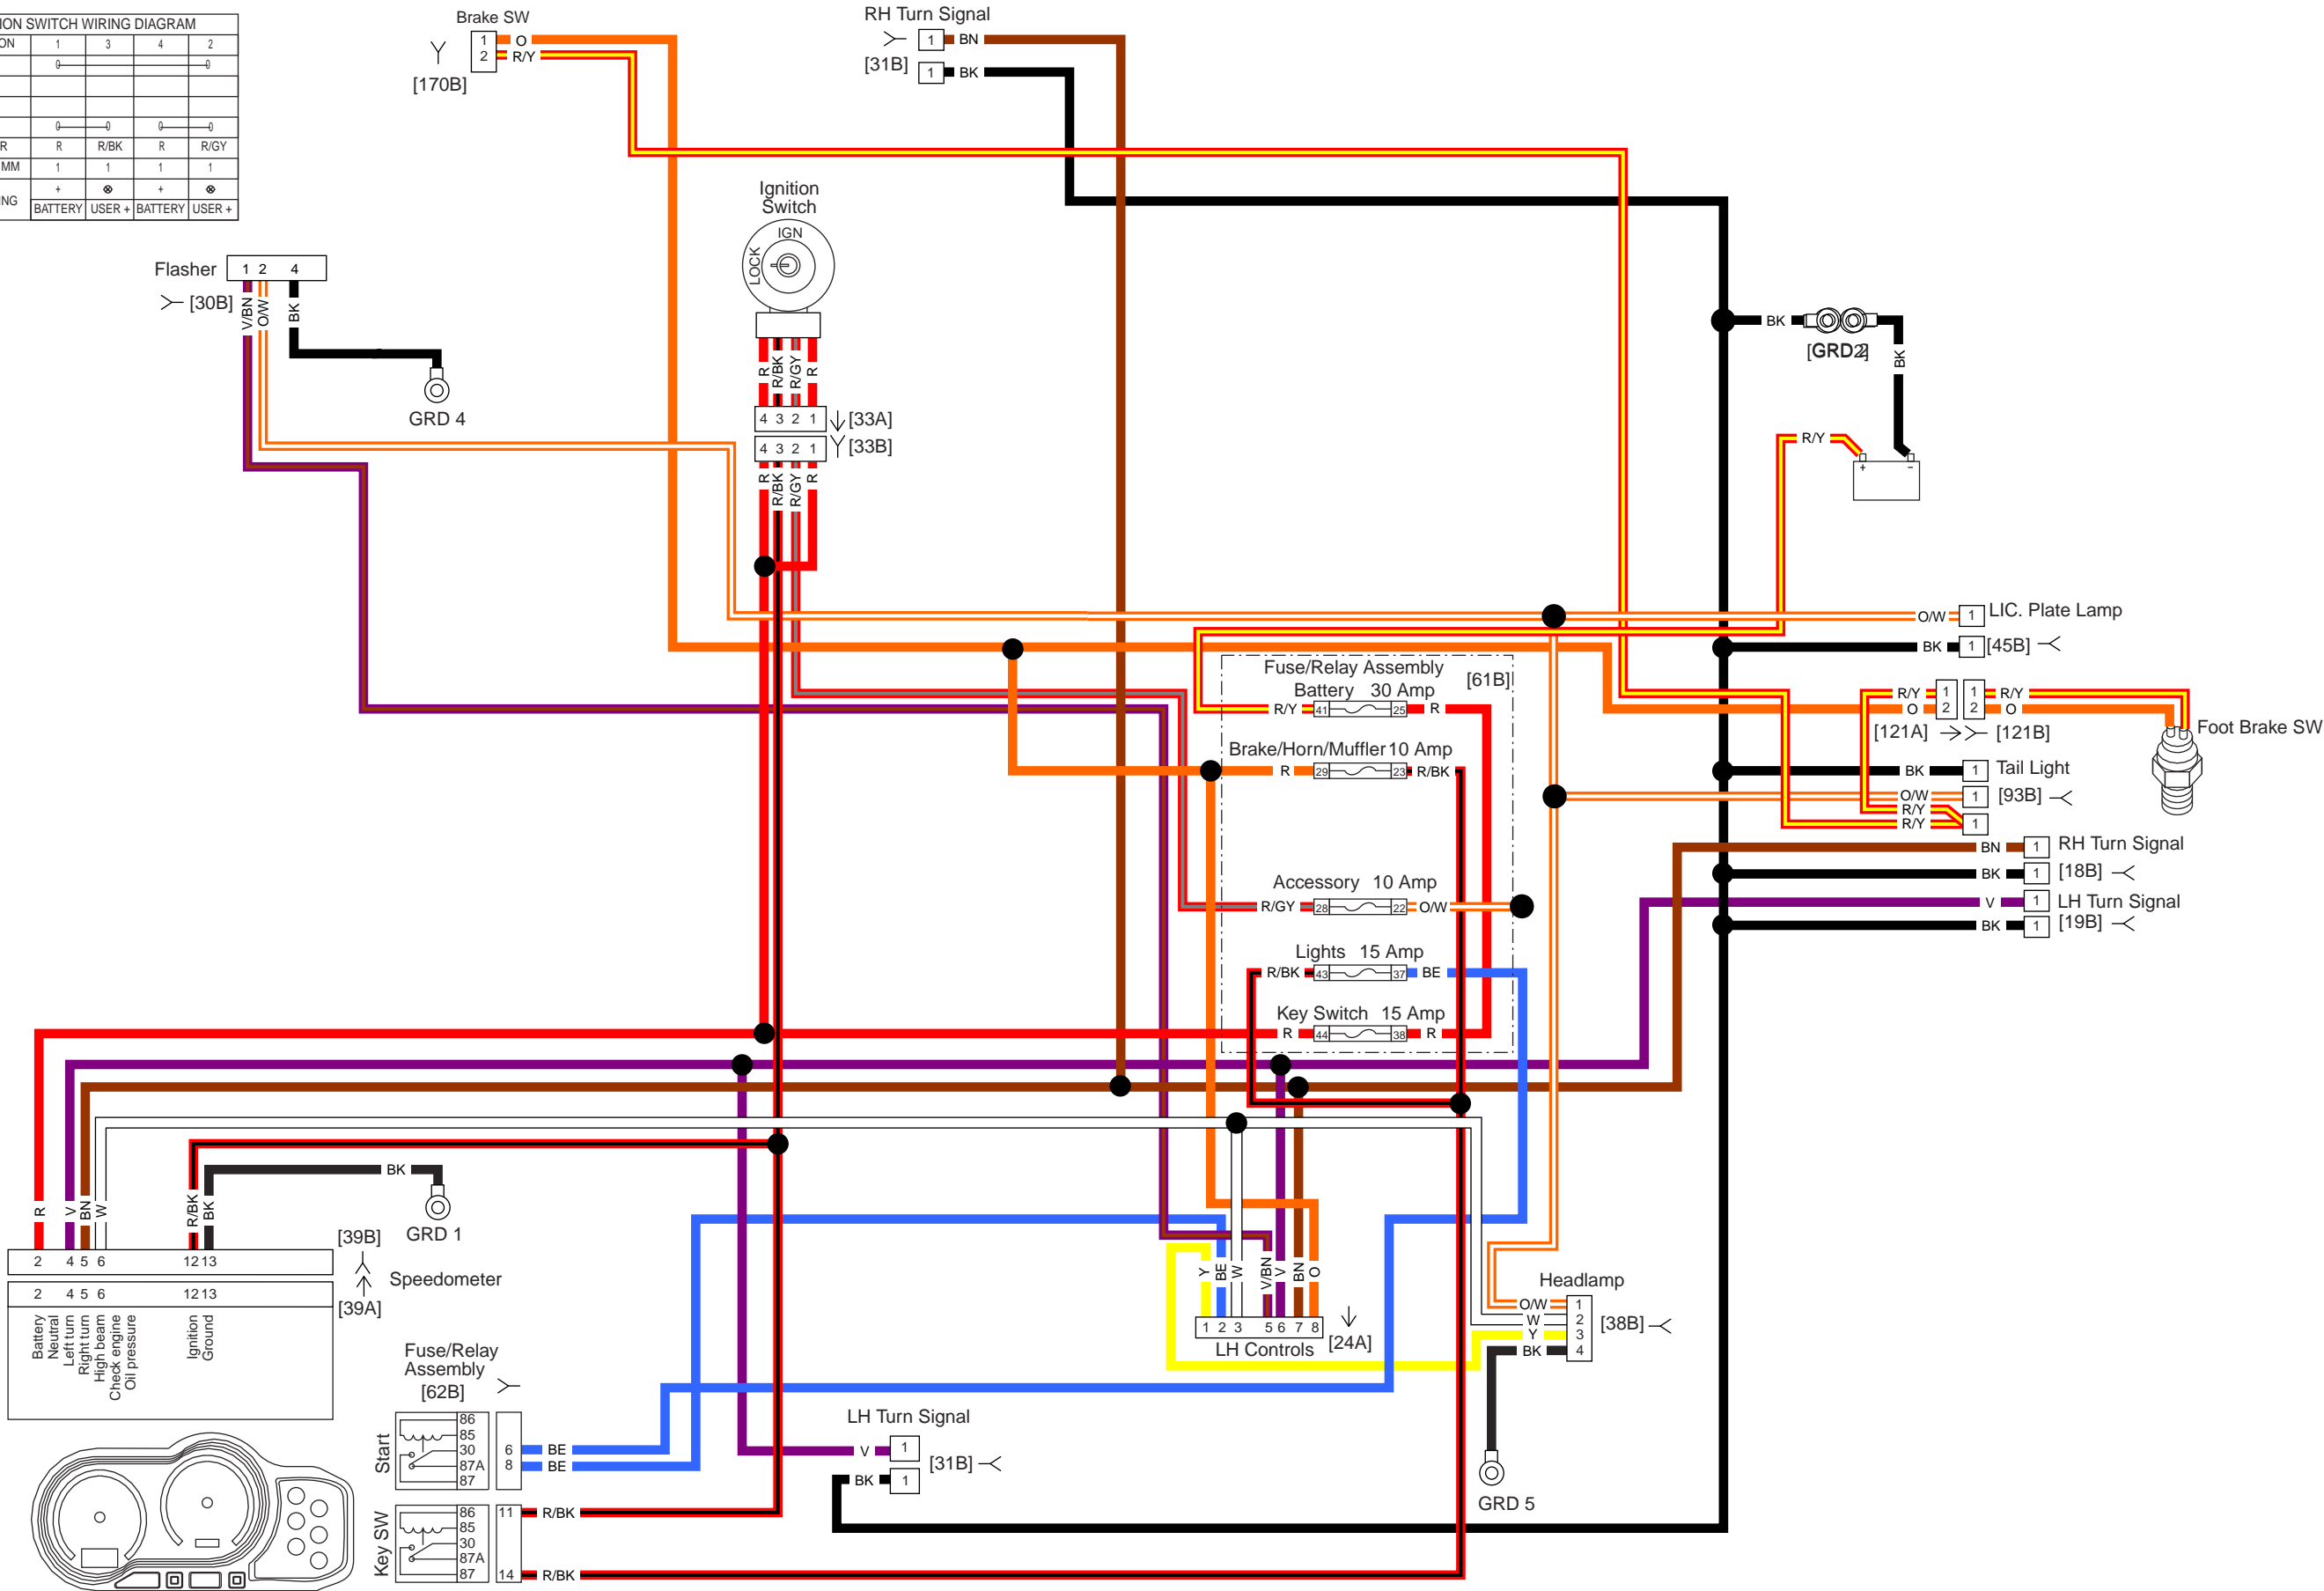 ION SWITCH WIRING DIAGRAM
ON 1 3 4 2
R R R/BK R R/GY
MM 1 1 1 1
+ ⊗ + ⊗
NG BATTERY USER + BATTERY USER +
Brake SW
1 O
2 R/Y
[170B]
RH Turn Signal
1 BN
[31B]
1 BK
Ignition
Switch
IGN
LOCK
R R/BK R/GY R
4 3 2 1 [33A]
4 3 2 1 [33B]
R R/BK R/GY R
Flasher 1 2 4
[30B]
V/BN O/W BK
GRD 4
BK
[GRD 2]
BK
R/Y
+ -
O/W 1 LIC. Plate Lamp
BK 1 [45B]
Fuse/Relay Assembly
[61B]
Battery 30 Amp
R/Y 41 25 R
Brake/Horn/Muffler 10 Amp
R 29 23 R/BK
Accessory 10 Amp
R/GY 28 22 O/W
Lights 15 Amp
R/BK 43 37 BE
Key Switch 15 Amp
R 44 38 R
R/Y 1 1 R/Y
O 2 2 O
[121A] [121B]
Foot Brake SW
BK 1 Tail Light
O/W 1 [93B]
R/Y
R/Y 1
BN 1 RH Turn Signal
BK 1 [18B]
V 1 LH Turn Signal
BK 1 [19B]
R V BN W R/BK BK
BK
GRD 1
[39B]
2 4 5 6 12 13
Speedometer
2 4 5 6 12 13
[39A]
Battery
Neutral
Left turn
Right turn
High beam
Check engine
Oil pressure
Ignition
Ground
Y BE W V/BN V BN O
1 2 3 5 6 7 8
LH Controls
[24A]
Headlamp
O/W 1
W 2
Y 3
BK 4
[38B]
GRD 5
Fuse/Relay
Assembly
[62B]
Start
86
85
30 6 BE
87A 8 BE
87
Key SW
86 11 R/BK
85
30
87A
87 14 R/BK
LH Turn Signal
V 1
[31B]
BK 1